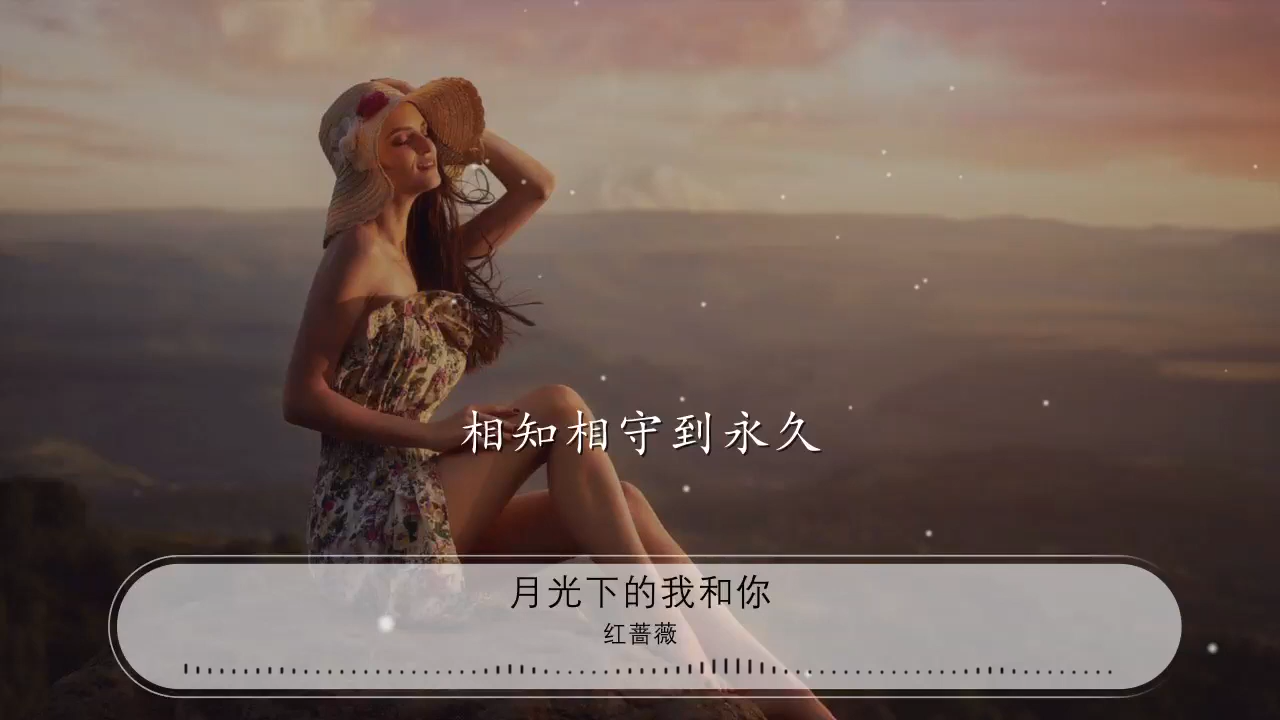 相知相守到永久
月光下的我和你
红蔷薇